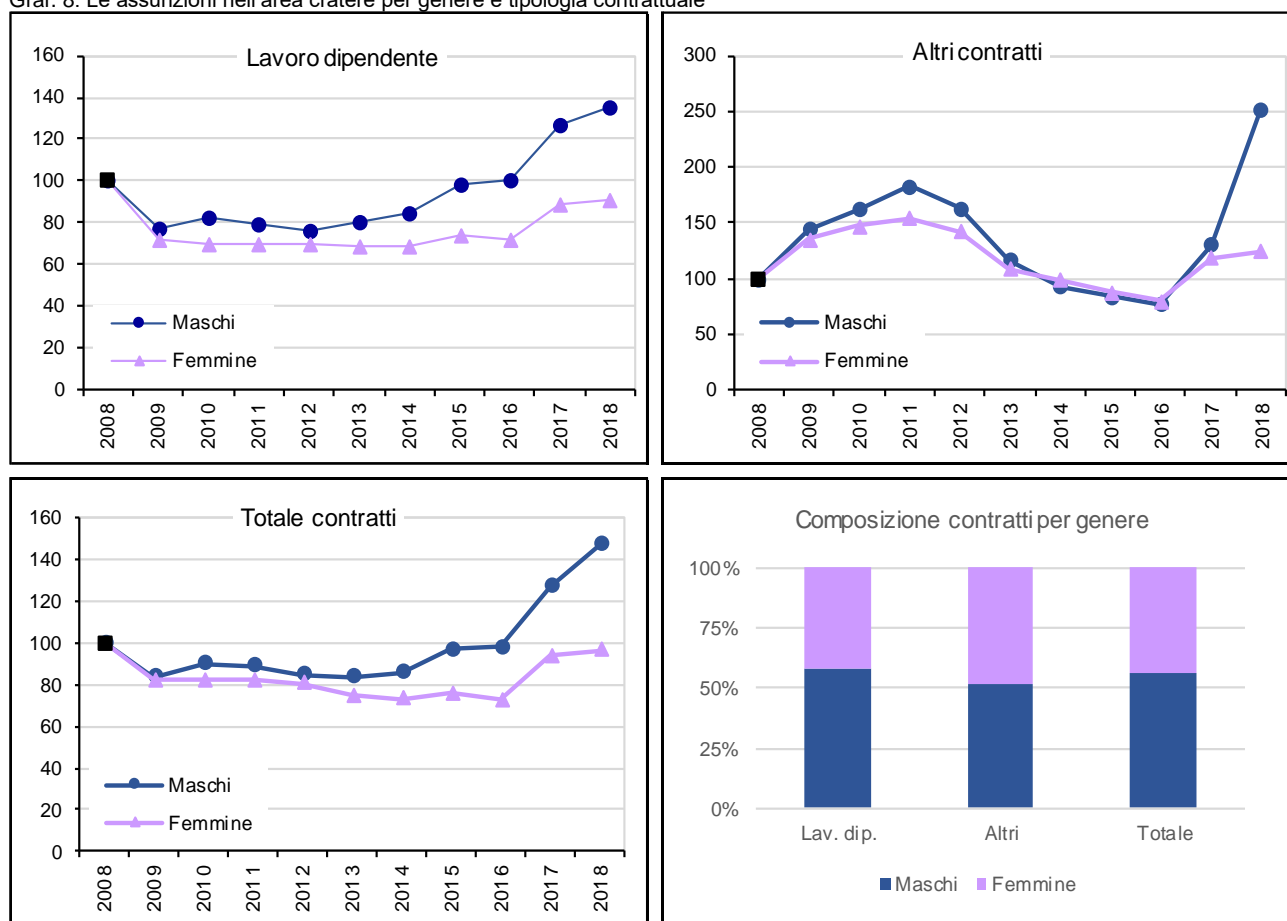 Graf. 8. Le assunzioni nell'area cratere per genere e tipologia contrattuale
Lavoro dipendente
160
140
120
100
80
60
40
20
0
Maschi
Femmine
2008 2009 2010 2011 2012 2013 2014 2015 2016 2017 2018
Altri contratti
300
250
200
150
100
50
0
Maschi
Femmine
2008 2009 2010 2011 2012 2013 2014 2015 2016 2017 2018
Totale contratti
160
140
120
100
80
60
40
20
0
Maschi
Femmine
2008 2009 2010 2011 2012 2013 2014 2015 2016 2017 2018
Composizione contratti per genere
100%
75%
50%
25%
0%
Lav. dip. Altri Totale
Maschi Femmine